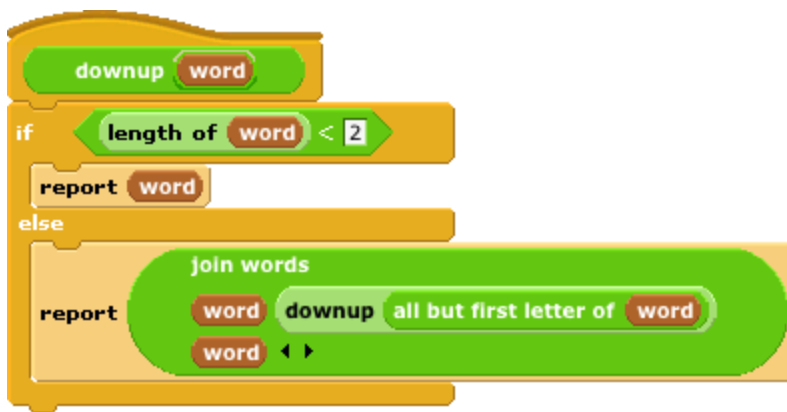 downup word
if length of word < 2
report word
else
join words
report word downup all but first letter of word
word